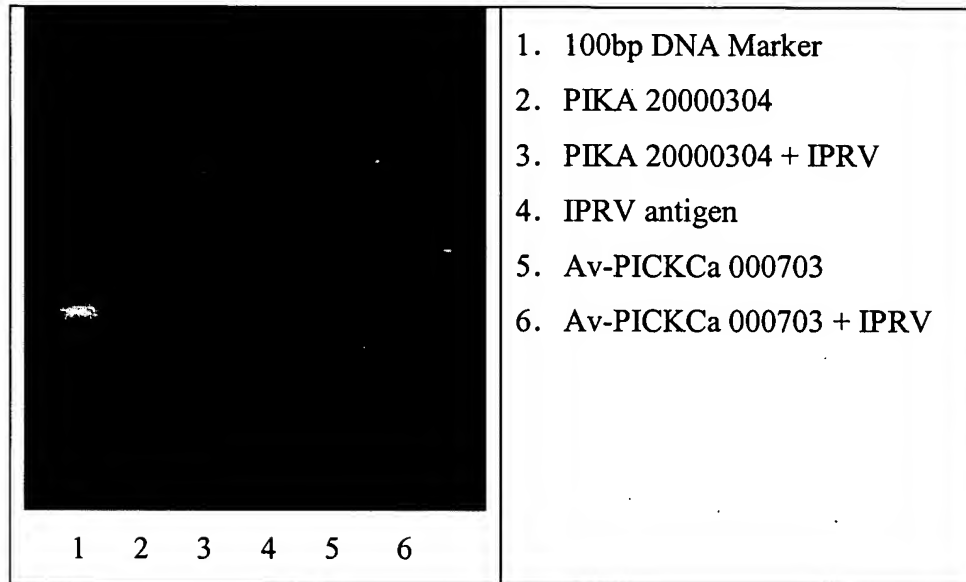 1. 100bp DNA Marker
2. PIKA 20000304
3. PIKA 20000304 + IPRV
4. IPRV antigen
5. Av-PICKCa 000703
6. Av-PICKCa 000703 + IPRV
1 2 3 4 5 6